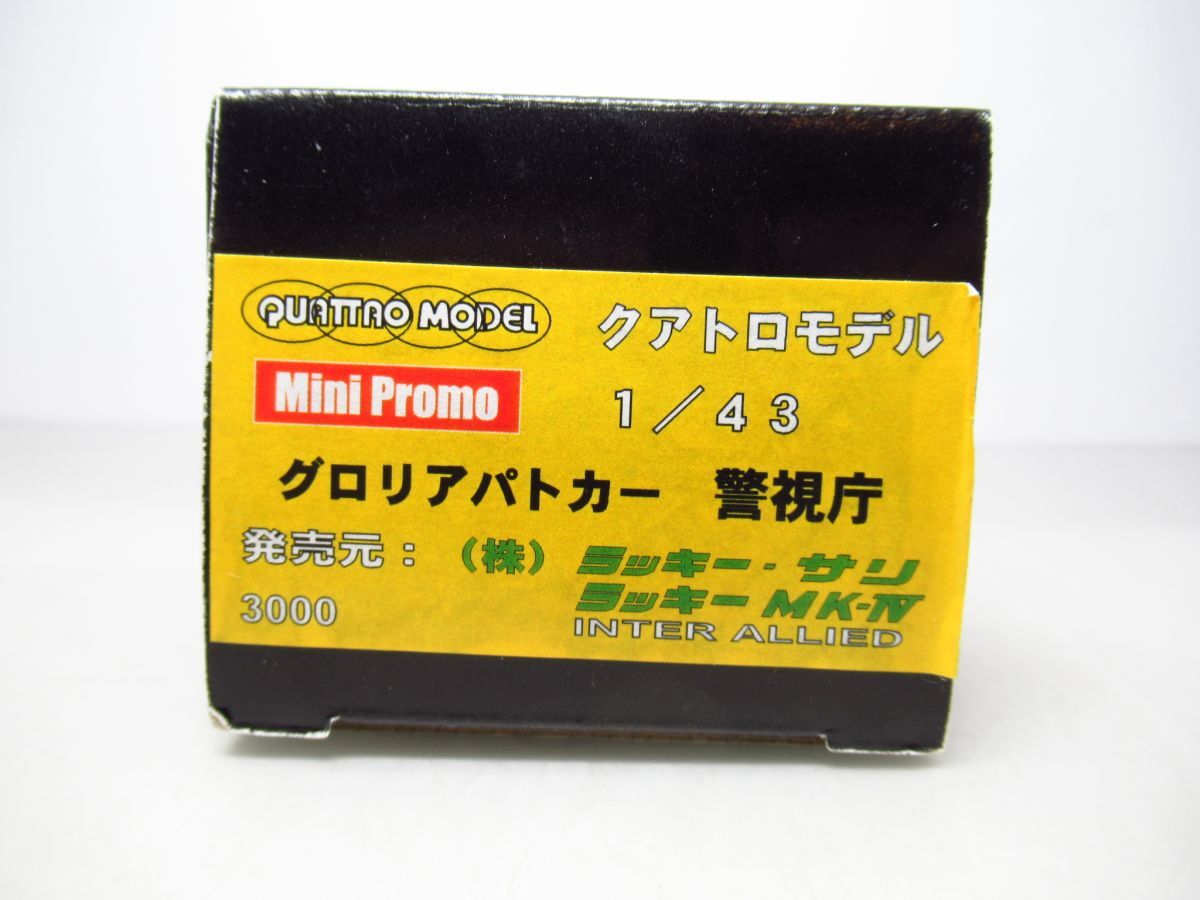 QUATTRO MODEL クアトロモデル
Mini Promo 1/43
グロリアパトカー 警視庁
発売元: (株) ラッキー・サリ
3000 ラッキーMK-IV
INTER ALLIED